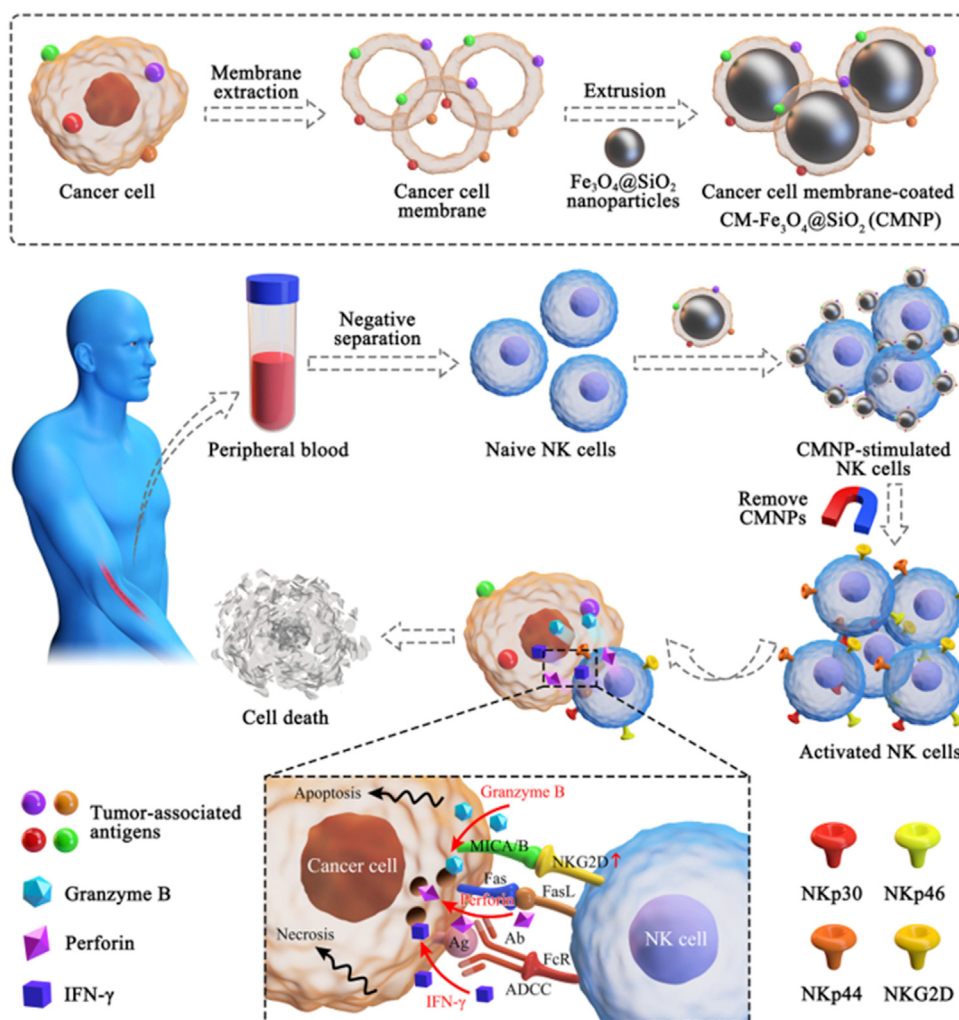 Cancer cell
Membrane
extraction
Cancer cell
membrane
Extrusion
Fe₃O₄@SiO₂
nanoparticles
Cancer cell membrane-coated
CM-Fe₃O₄@SiO₂ (CMNP)
Peripheral blood
Negative
separation
Naive NK cells
CMNP-stimulated
NK cells
Remove
CMNPs
Activated NK cells
Cell death
Tumor-associated
antigens
Granzyme B
Perforin
IFN-γ
Apoptosis
Granzyme B
MICA/B
NKG2D↑
Cancer cell
Fas
FasL
Perforin
Ab
Ag
Necrosis
FcR
ADCC
IFN-γ
NK cell
NKp30
NKp46
NKp44
NKG2D